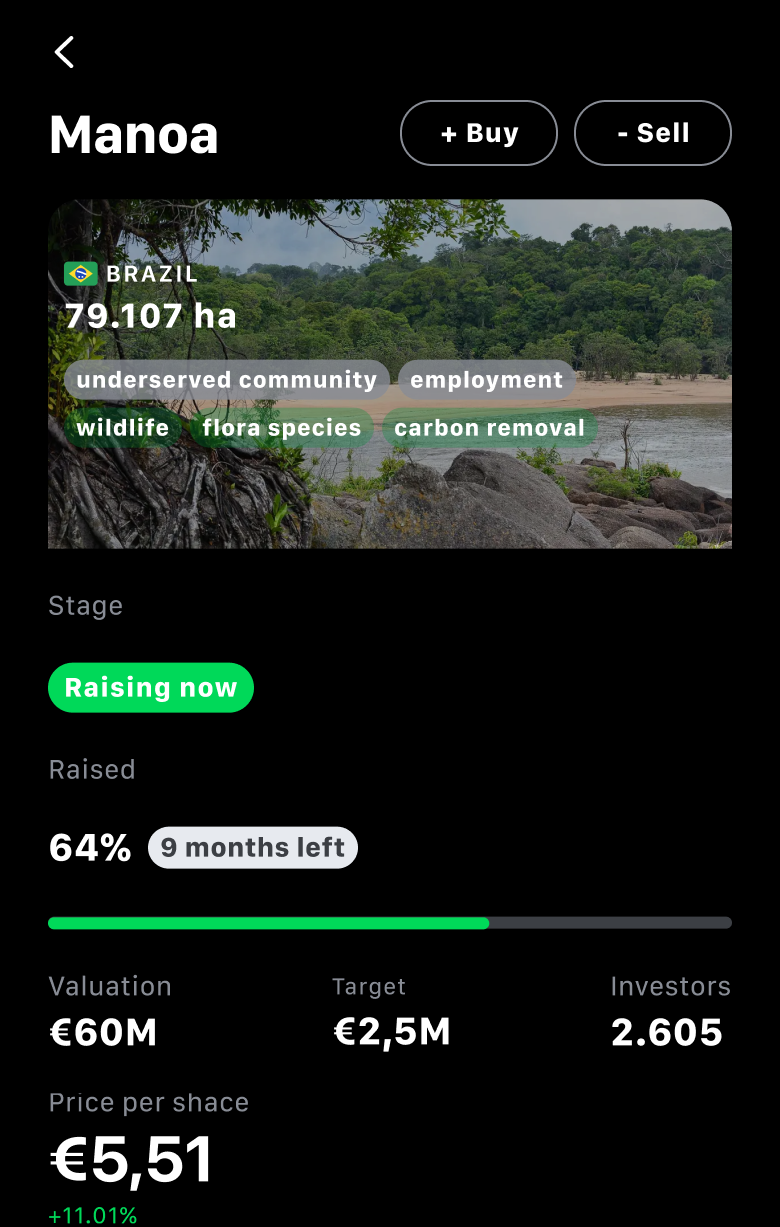 Manoa
+ Buy
- Sell
BRAZIL
79.107 ha
underserved community employment
wildlife flora species carbon removal
Stage
Raising now
Raised
64% 9 months left
Valuation Target Investors
€60M €2,5M 2.605
Price per shace
€5,51
+11.01%